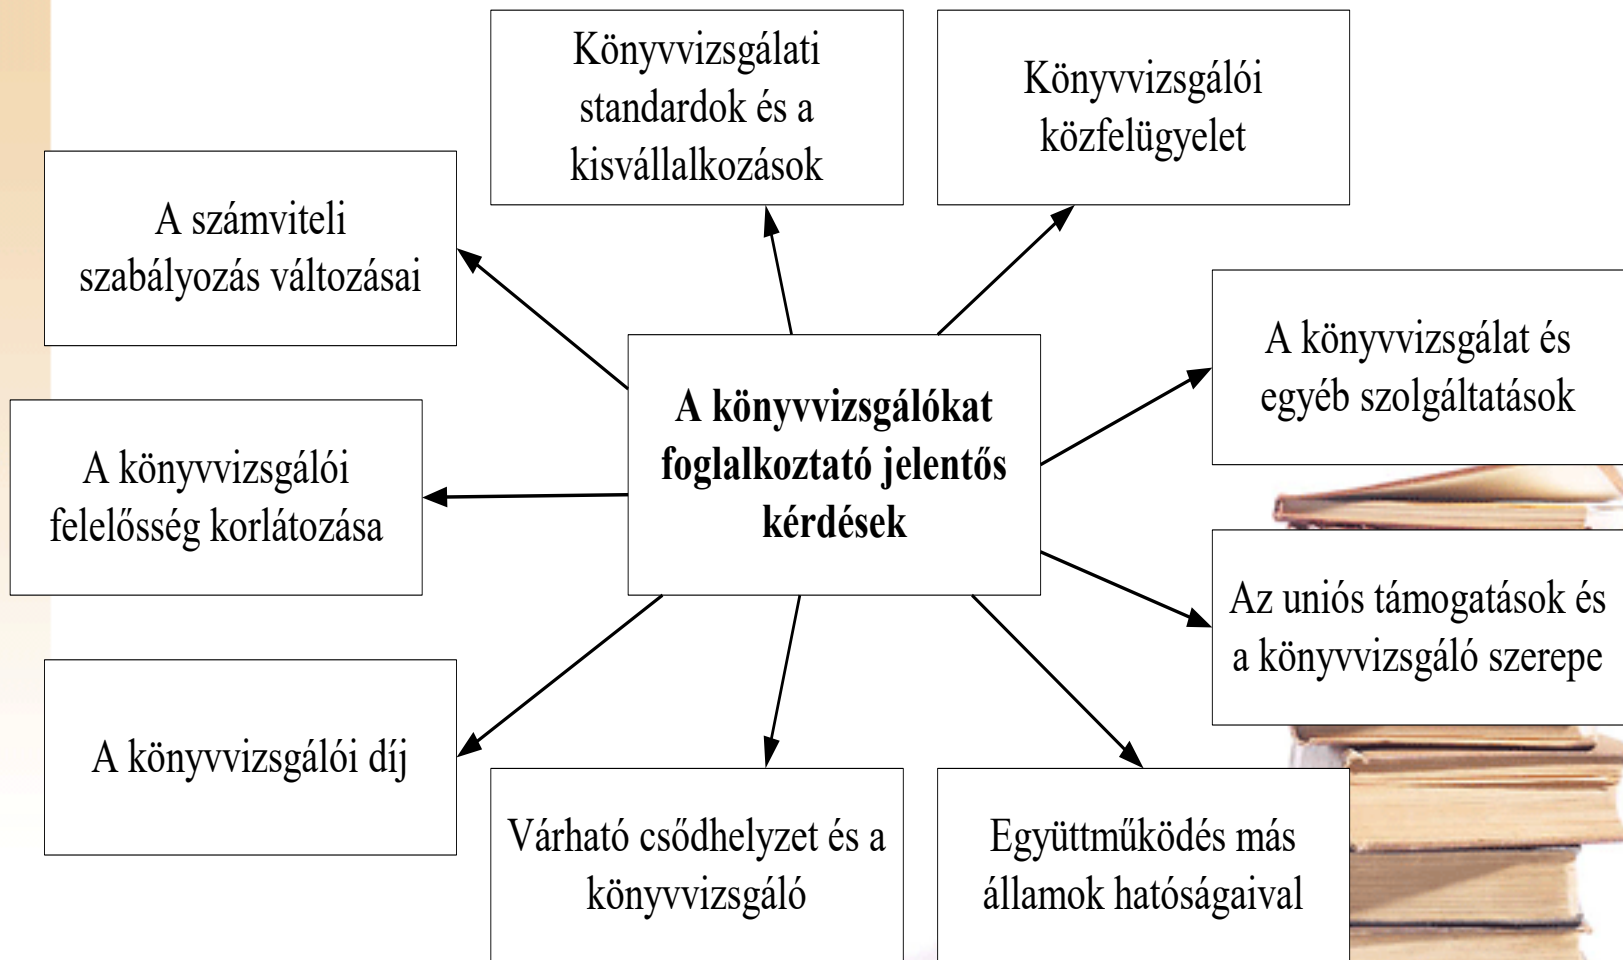 Könyvvizsgálati
standardok és a
kisvállalkozások
Könyvvizsgálói
közfelügyelet
A számviteli
szabályozás változásai
A könyvvizsgálat és
egyéb szolgáltatások
A könyvvizsgálókat
foglalkoztató jelentős
kérdések
A könyvvizsgálói
felelősség korlátozása
Az uniós támogatások és
a könyvvizsgáló szerepe
A könyvvizsgálói díj
Várható csődhelyzet és a
könyvvizsgáló
Együttműködés más
államok hatóságaival